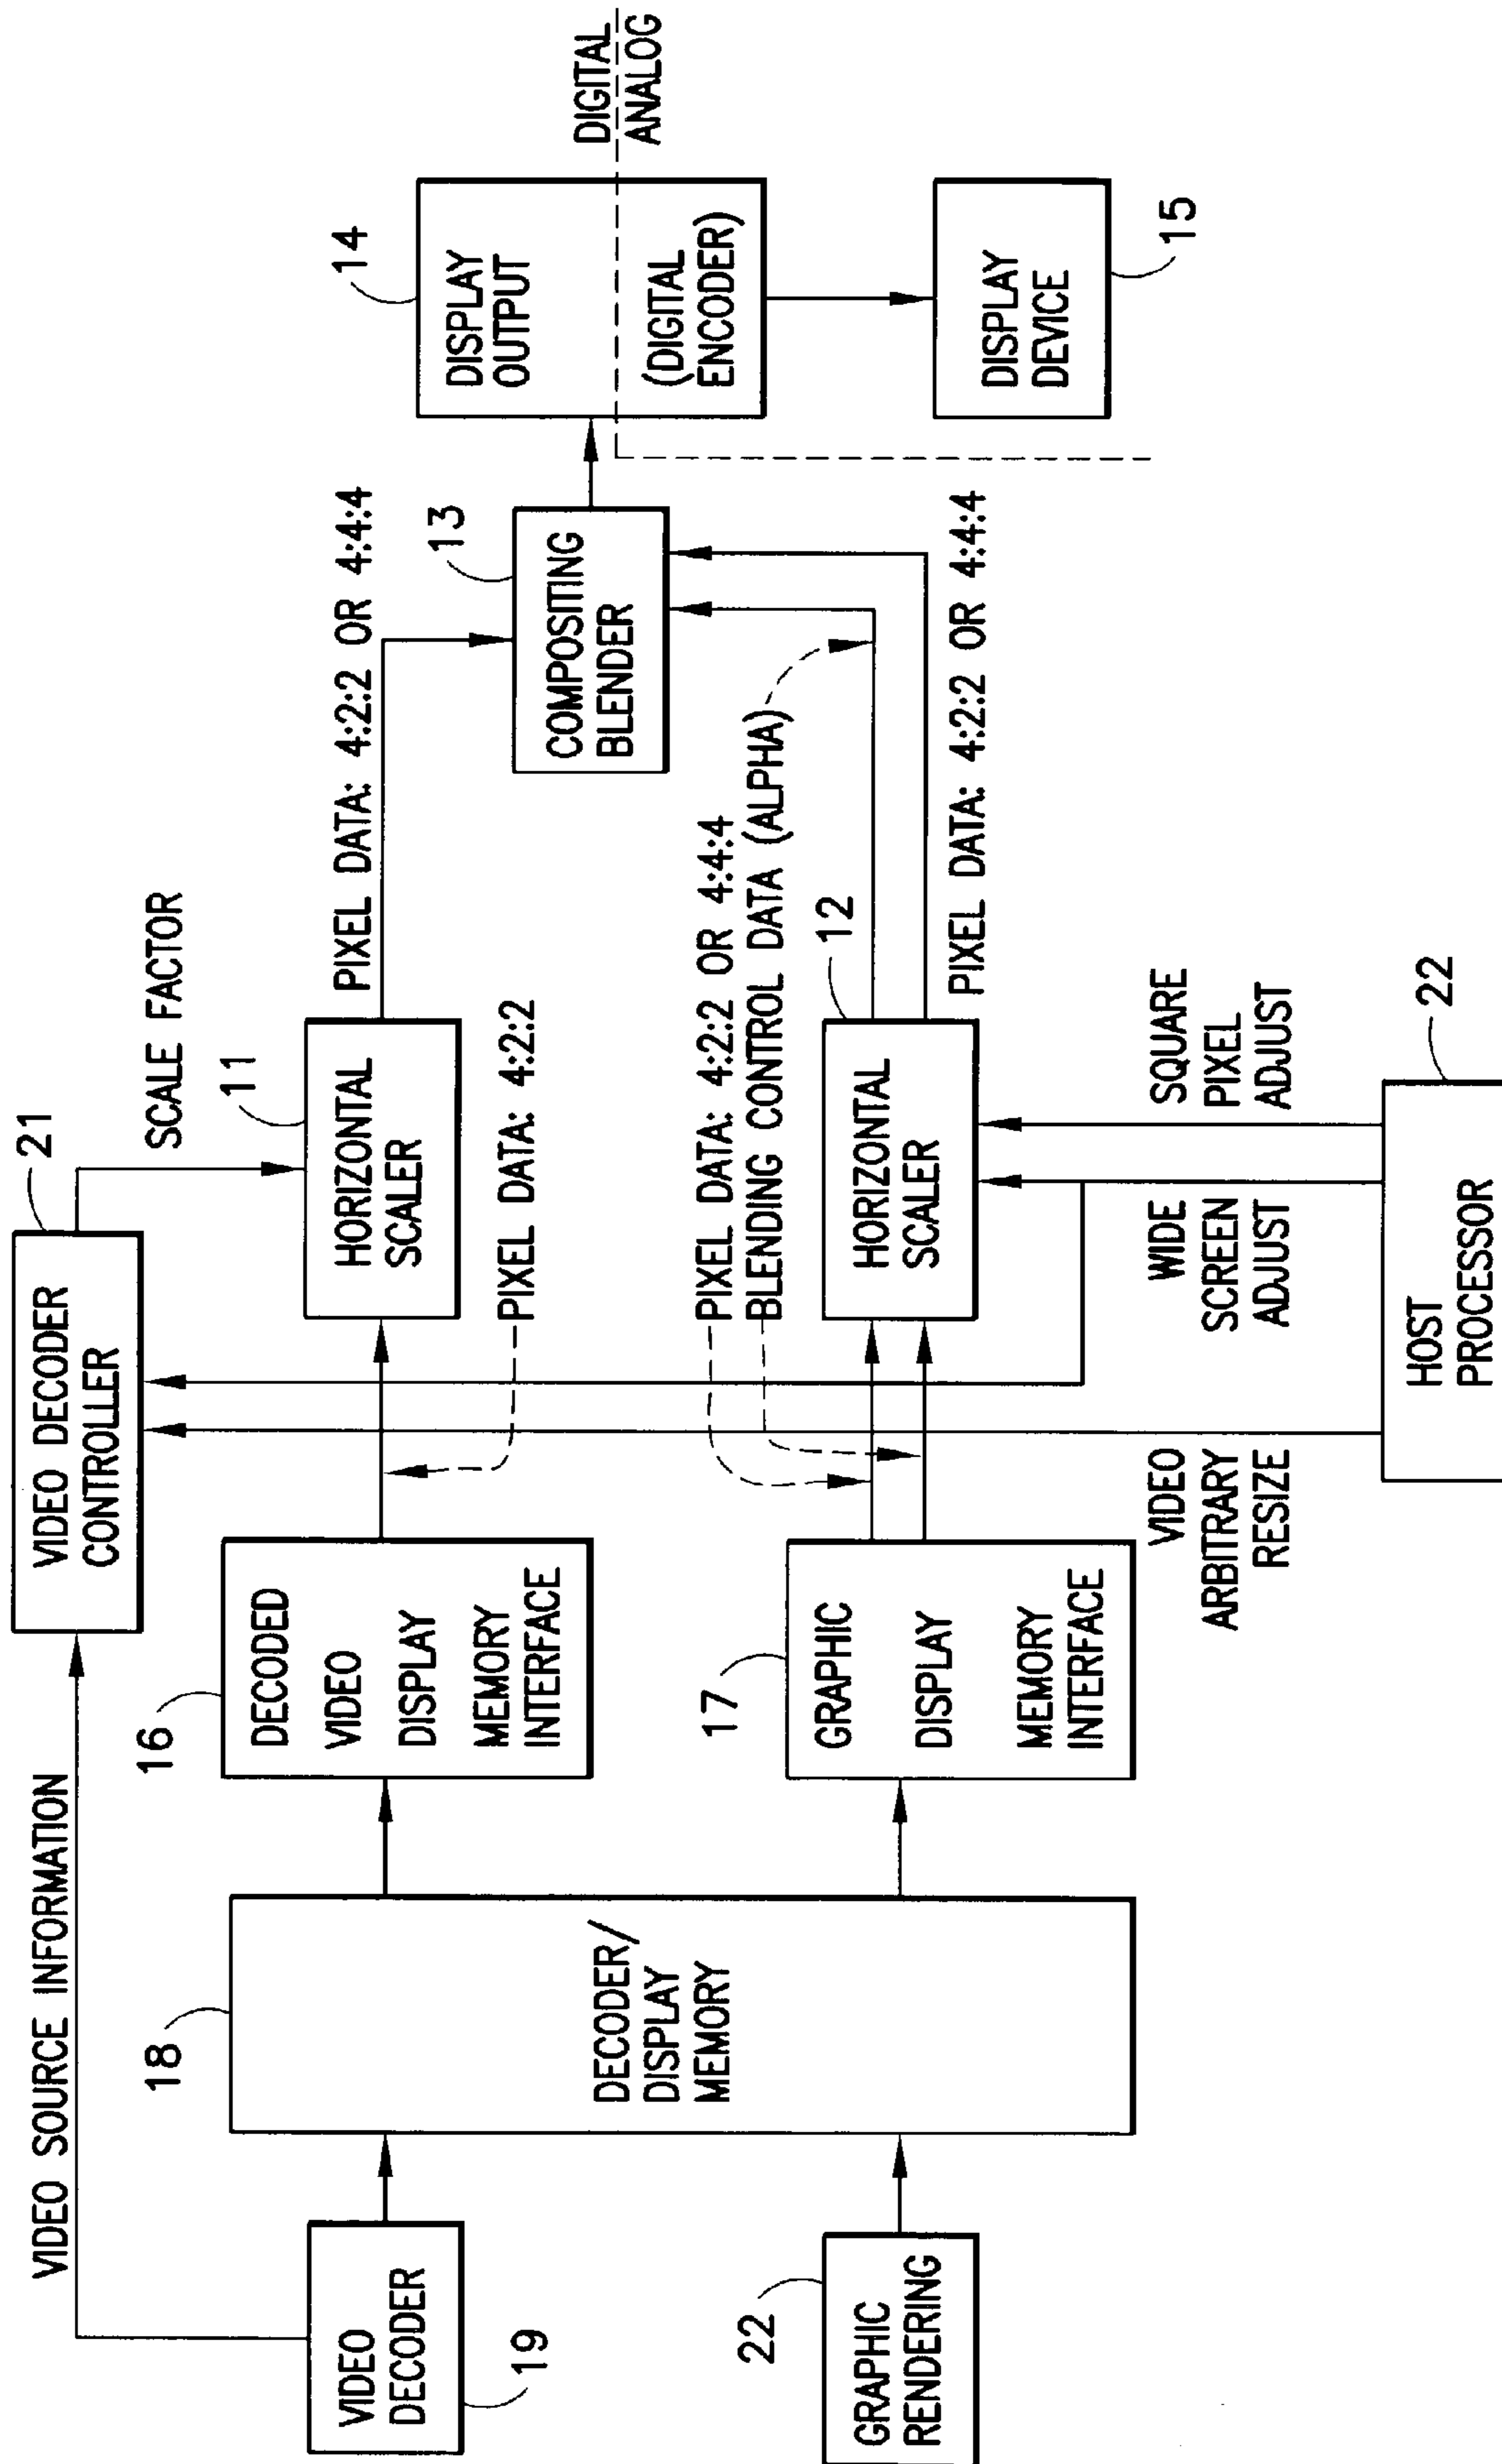 VIDEO SOURCE INFORMATION
21
VIDEO DECODER
CONTROLLER
SCALE FACTOR
19
VIDEO
DECODER
18
DECODER/
DISPLAY
MEMORY
16
DECODED
VIDEO
DISPLAY
MEMORY
INTERFACE
11
HORIZONTAL
SCALER
PIXEL DATA: 4:2:2 OR 4:4:4
PIXEL DATA: 4:2:2
13
COMPOSITING
BLENDER
14
DISPLAY
OUTPUT
(DIGITAL
ENCODER)
DIGITAL
ANALOG
DISPLAY
DEVICE
15
22
GRAPHIC
RENDERING
17
GRAPHIC
DISPLAY
MEMORY
INTERFACE
PIXEL DATA: 4:2:2 OR 4:4:4
BLENDING CONTROL DATA (ALPHA)
12
HORIZONTAL
SCALER
PIXEL DATA: 4:2:2 OR 4:4:4
VIDEO
ARBITRARY
RESIZE
WIDE
SCREEN
ADJUST
SQUARE
PIXEL
ADJUST
22
HOST
PROCESSOR